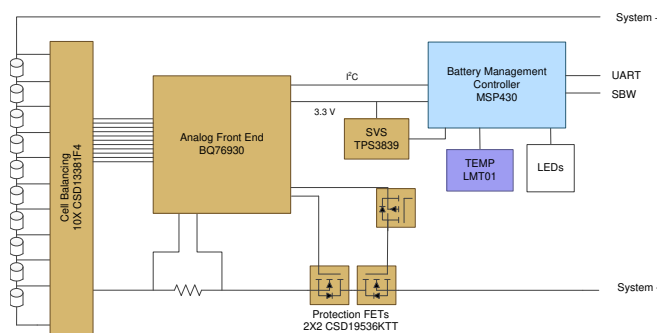 System -
Battery Management
Controller
MSP430
I²C
UART
SBW
3.3 V
Analog Front End
BQ76930
SVS
TPS3839
TEMP
LMT01
LEDs
Cell Balancing
10X CSD13381F4
System -
Protection FETs
2X2 CSD19536KTT